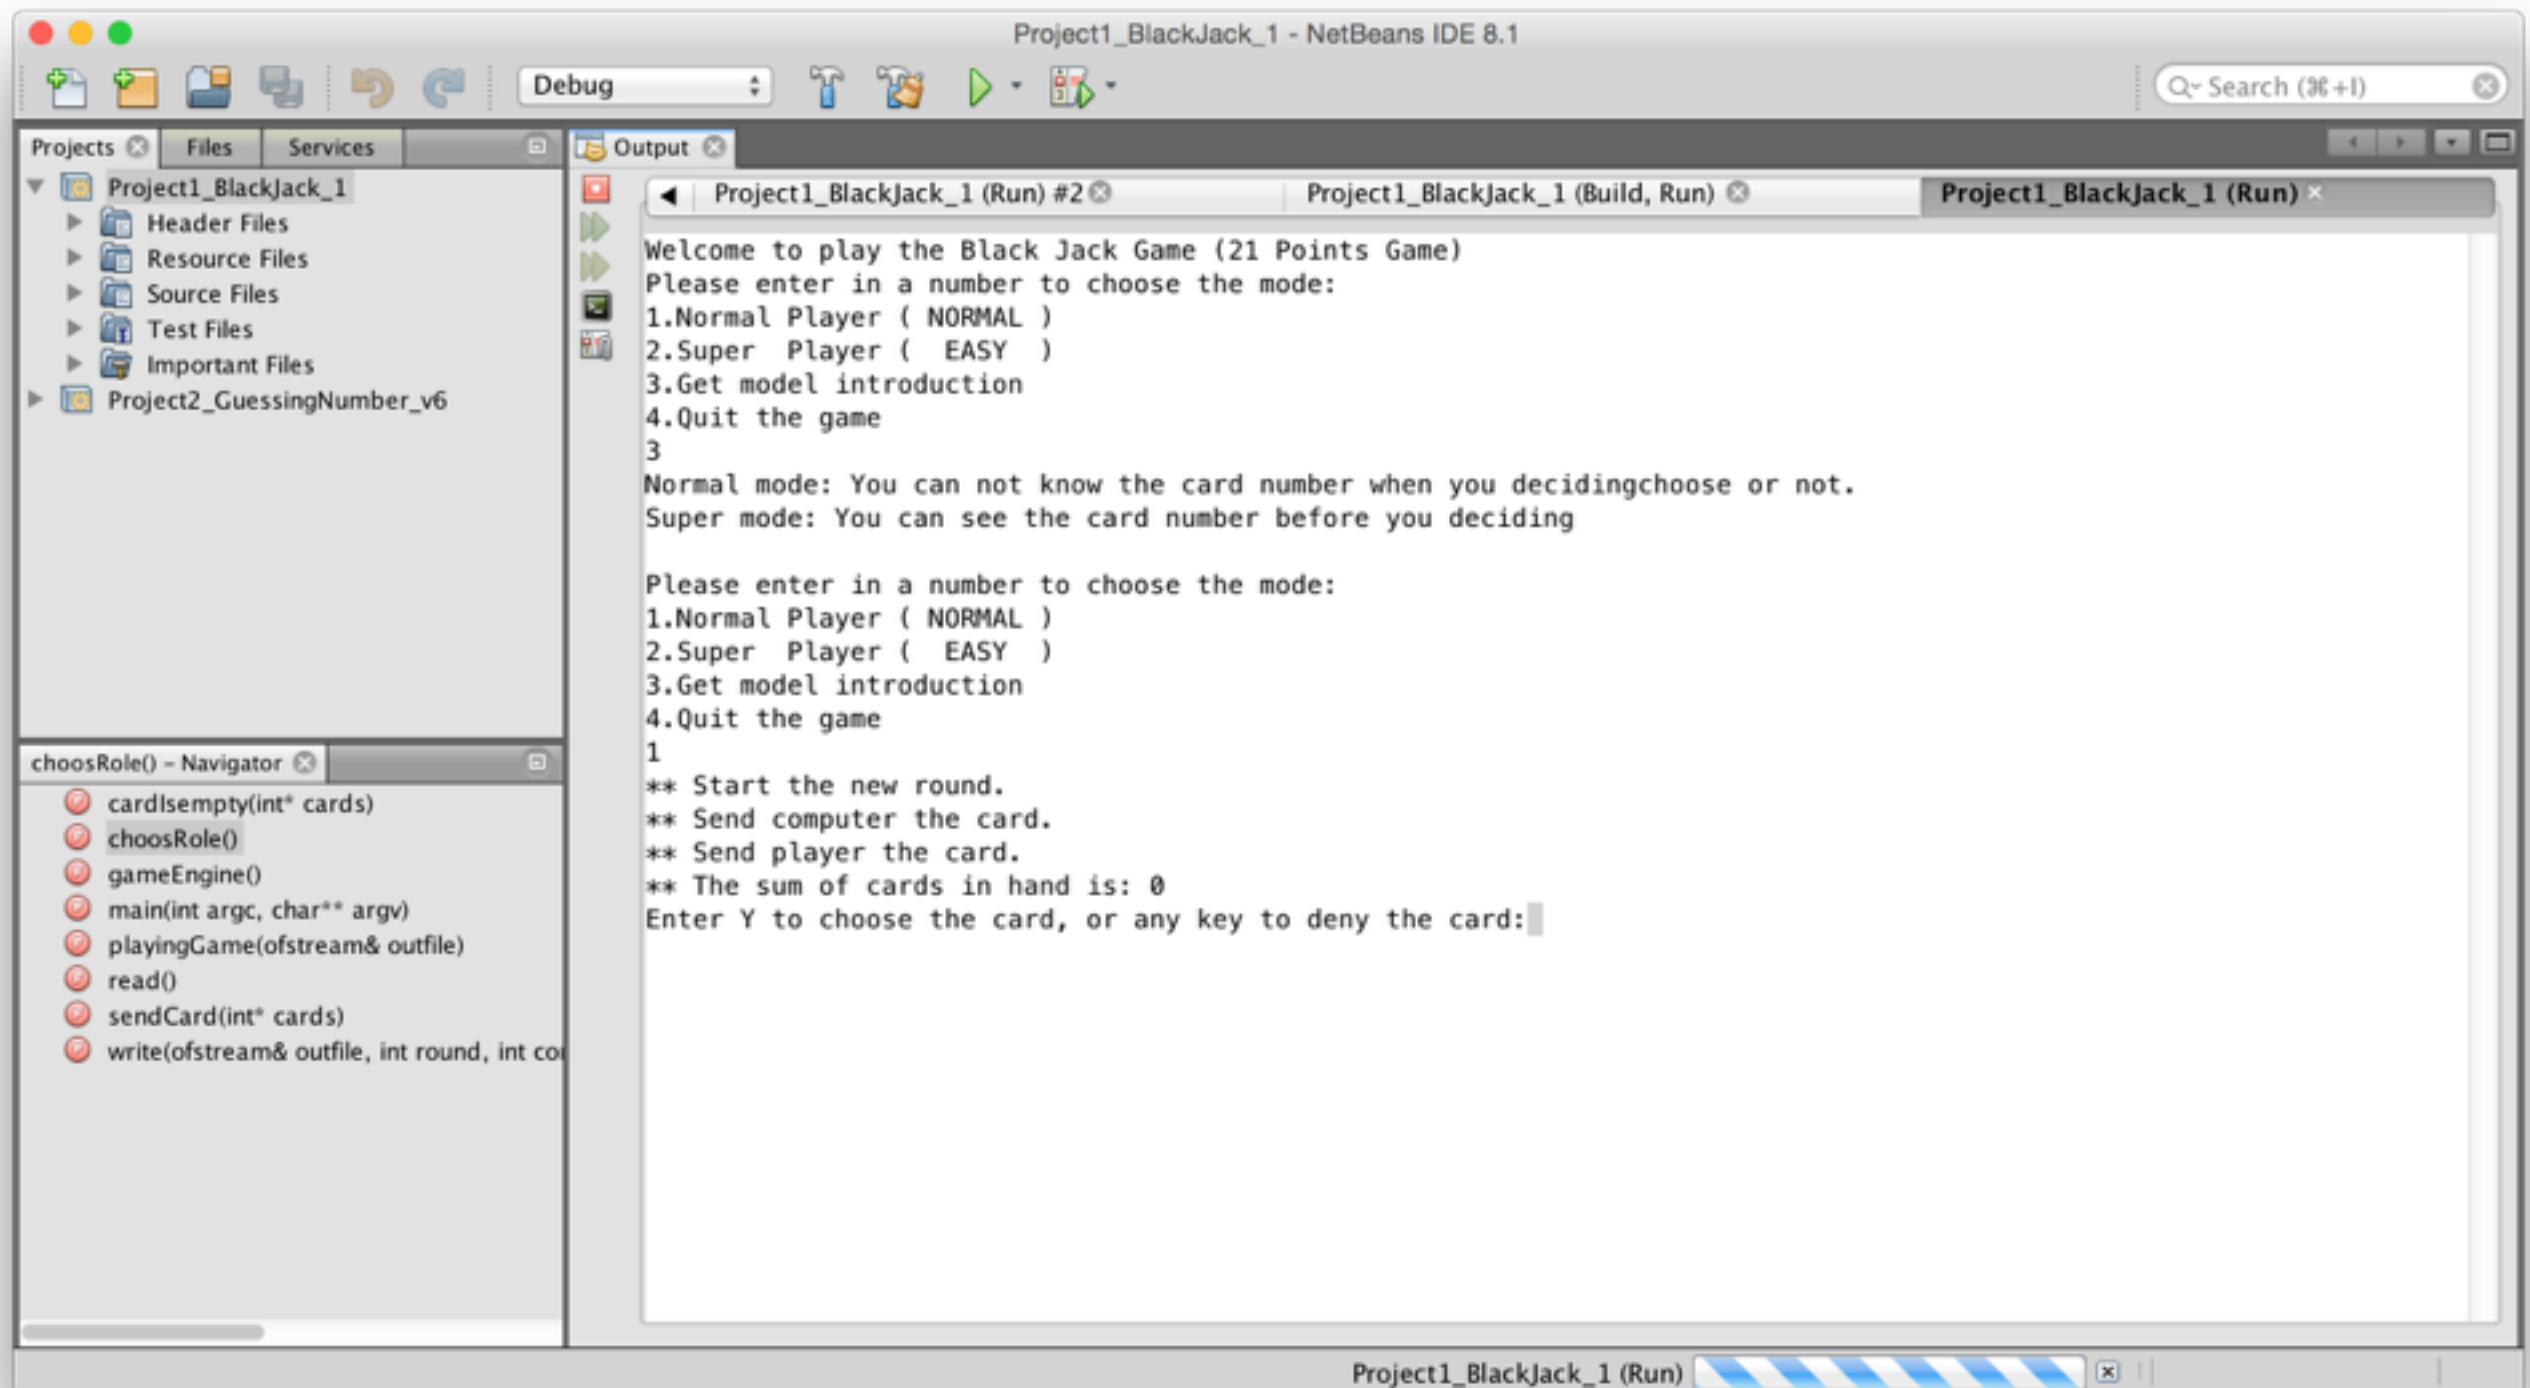 Project1_BlackJack_1 - NetBeans IDE 8.1
Debug
Search (⌘+I)
Projects Files Services
Project1_BlackJack_1
Header Files
Resource Files
Source Files
Test Files
Important Files
Project2_GuessingNumber_v6
choosRole() - Navigator
cardIsempty(int* cards)
choosRole()
gameEngine()
main(int argc, char** argv)
playingGame(ofstream& outfile)
read()
sendCard(int* cards)
write(ofstream& outfile, int round, int
Output
Project1_BlackJack_1 (Run) #2 Project1_BlackJack_1 (Build, Run) Project1_BlackJack_1 (Run)
Welcome to play the Black Jack Game (21 Points Game)
Please enter in a number to choose the mode:
1.Normal Player ( NORMAL )
2.Super  Player (  EASY  )
3.Get model introduction
4.Quit the game
3
Normal mode: You can not know the card number when you decidingchoose or not.
Super mode: You can see the card number before you deciding
Please enter in a number to choose the mode:
1.Normal Player ( NORMAL )
2.Super  Player (  EASY  )
3.Get model introduction
4.Quit the game
1
** Start the new round.
** Send computer the card.
** Send player the card.
** The sum of cards in hand is: 0
Enter Y to choose the card, or any key to deny the card:
Project1_BlackJack_1 (Run)